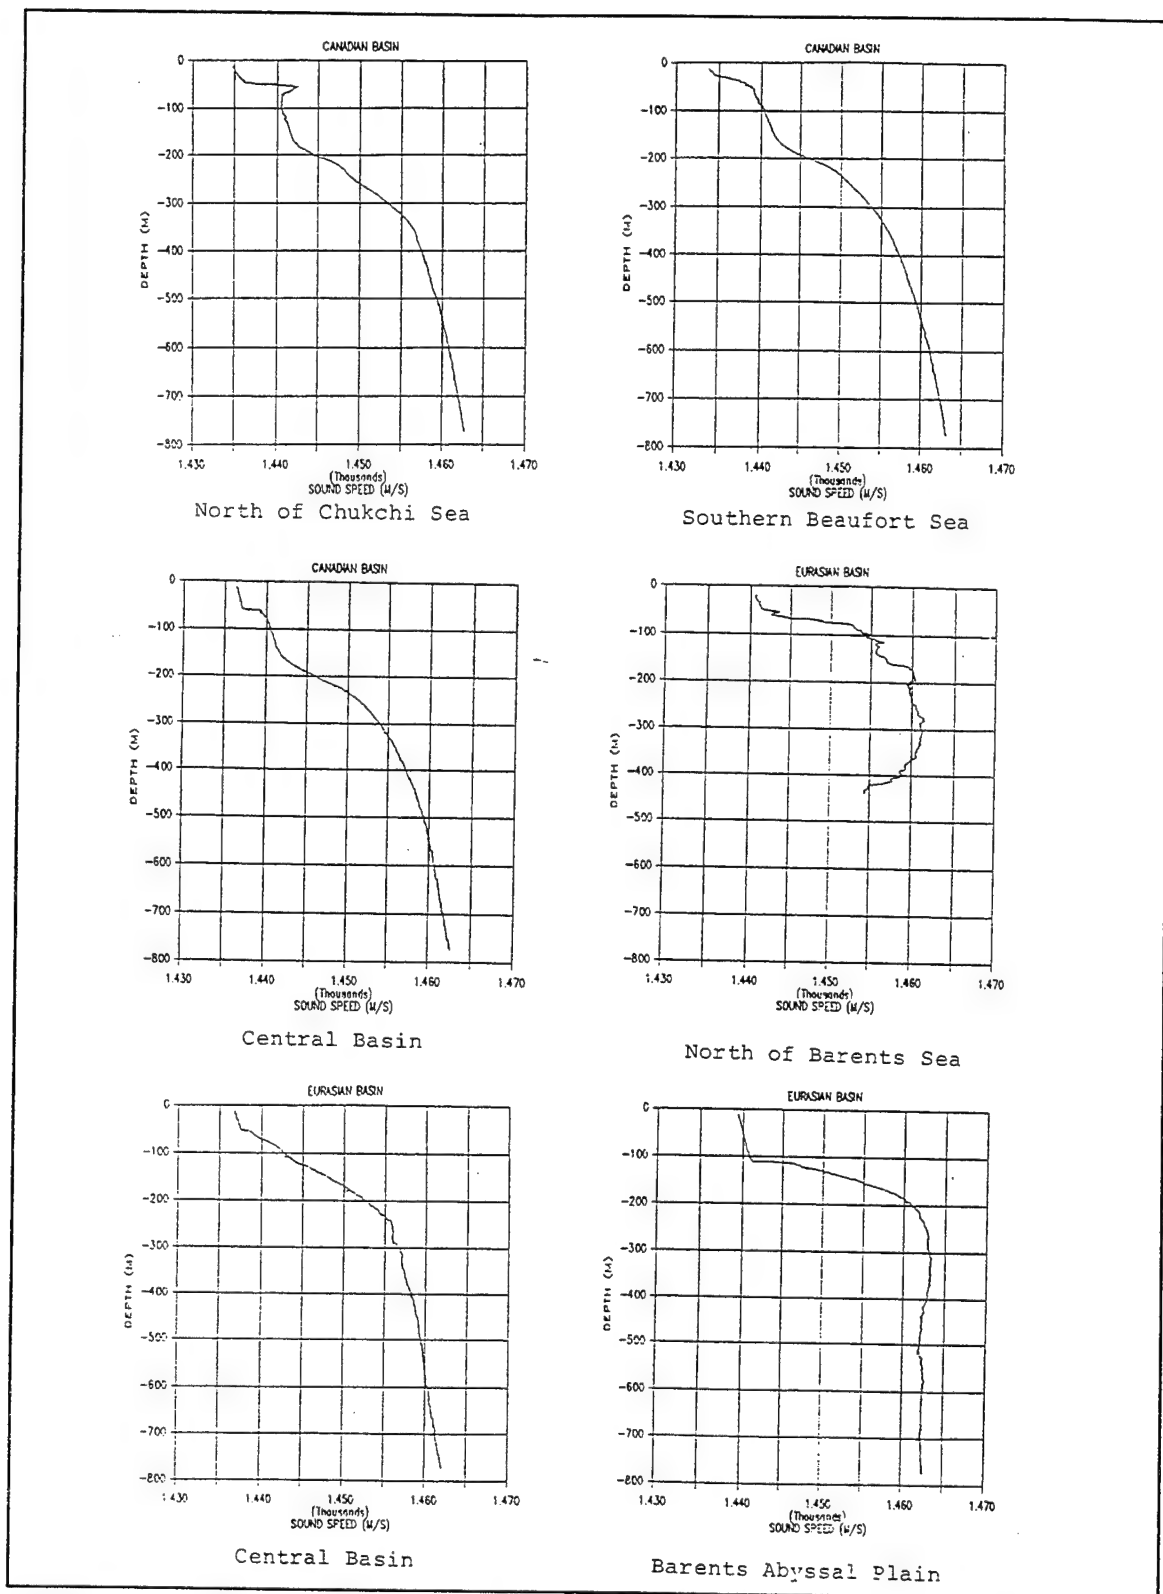 CANADIAN BASIN
0
-100
-200
-300
-400
-500
-600
-700
-800
DEPTH (M)
1.430 1.440 1.450 1.460 1.470
(Thousands)
SOUND SPEED (M/S)
North of Chukchi Sea
CANADIAN BASIN
0
-100
-200
-300
-400
-500
-600
-700
-800
DEPTH (M)
1.430 1.440 1.450 1.460 1.470
(Thousands)
SOUND SPEED (M/S)
Southern Beaufort Sea
CANADIAN BASIN
0
-100
-200
-300
-400
-500
-600
-700
-800
DEPTH (M)
1.430 1.440 1.450 1.460 1.470
(Thousands)
SOUND SPEED (M/S)
Central Basin
EURASIAN BASIN
0
-100
-200
-300
-400
-500
-600
-700
-800
DEPTH (M)
1.430 1.440 1.450 1.460 1.470
(Thousands)
SOUND SPEED (M/S)
North of Barents Sea
EURASIAN BASIN
0
-100
-200
-300
-400
-500
-600
-700
-800
DEPTH (M)
1.430 1.440 1.450 1.460 1.470
(Thousands)
SOUND SPEED (M/S)
Central Basin
EURASIAN BASIN
0
-100
-200
-300
-400
-500
-600
-700
-800
DEPTH (M)
1.430 1.440 1.450 1.460 1.470
(Thousands)
SOUND SPEED (M/S)
Barents Abyssal Plain